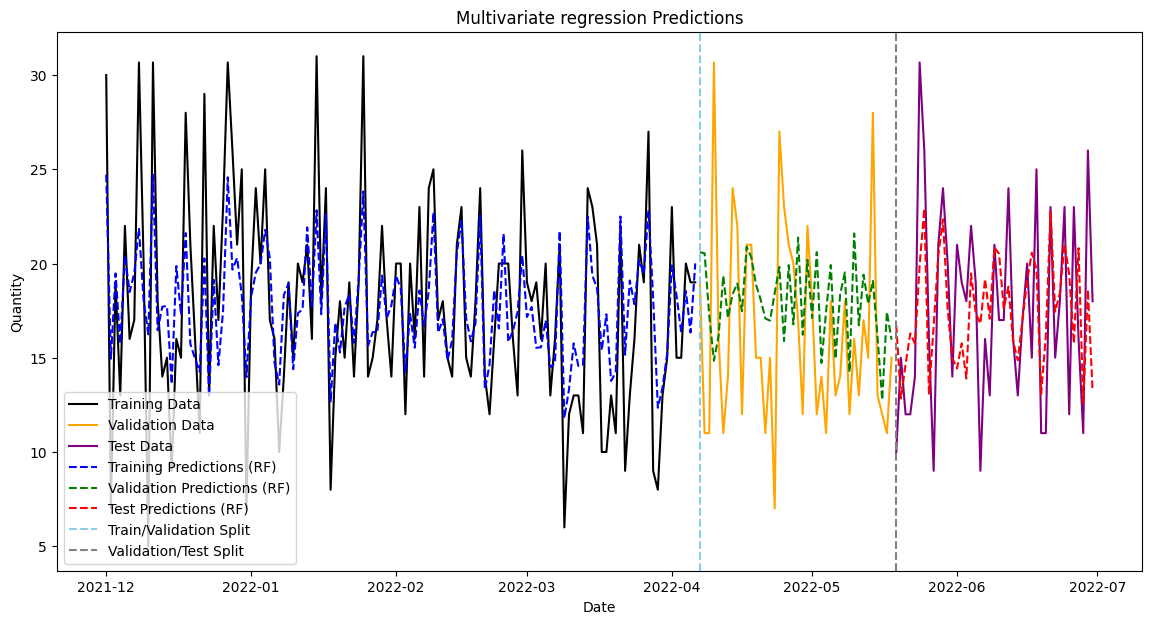 Multivariate regression Predictions
Quantity
30
25
20
15
10
5
Training Data
Validation Data
Test Data
Training Predictions (RF)
Validation Predictions (RF)
Test Predictions (RF)
Train/Validation Split
Validation/Test Split
2021-12
2022-01
2022-02
2022-03
2022-04
2022-05
2022-06
2022-07
Date